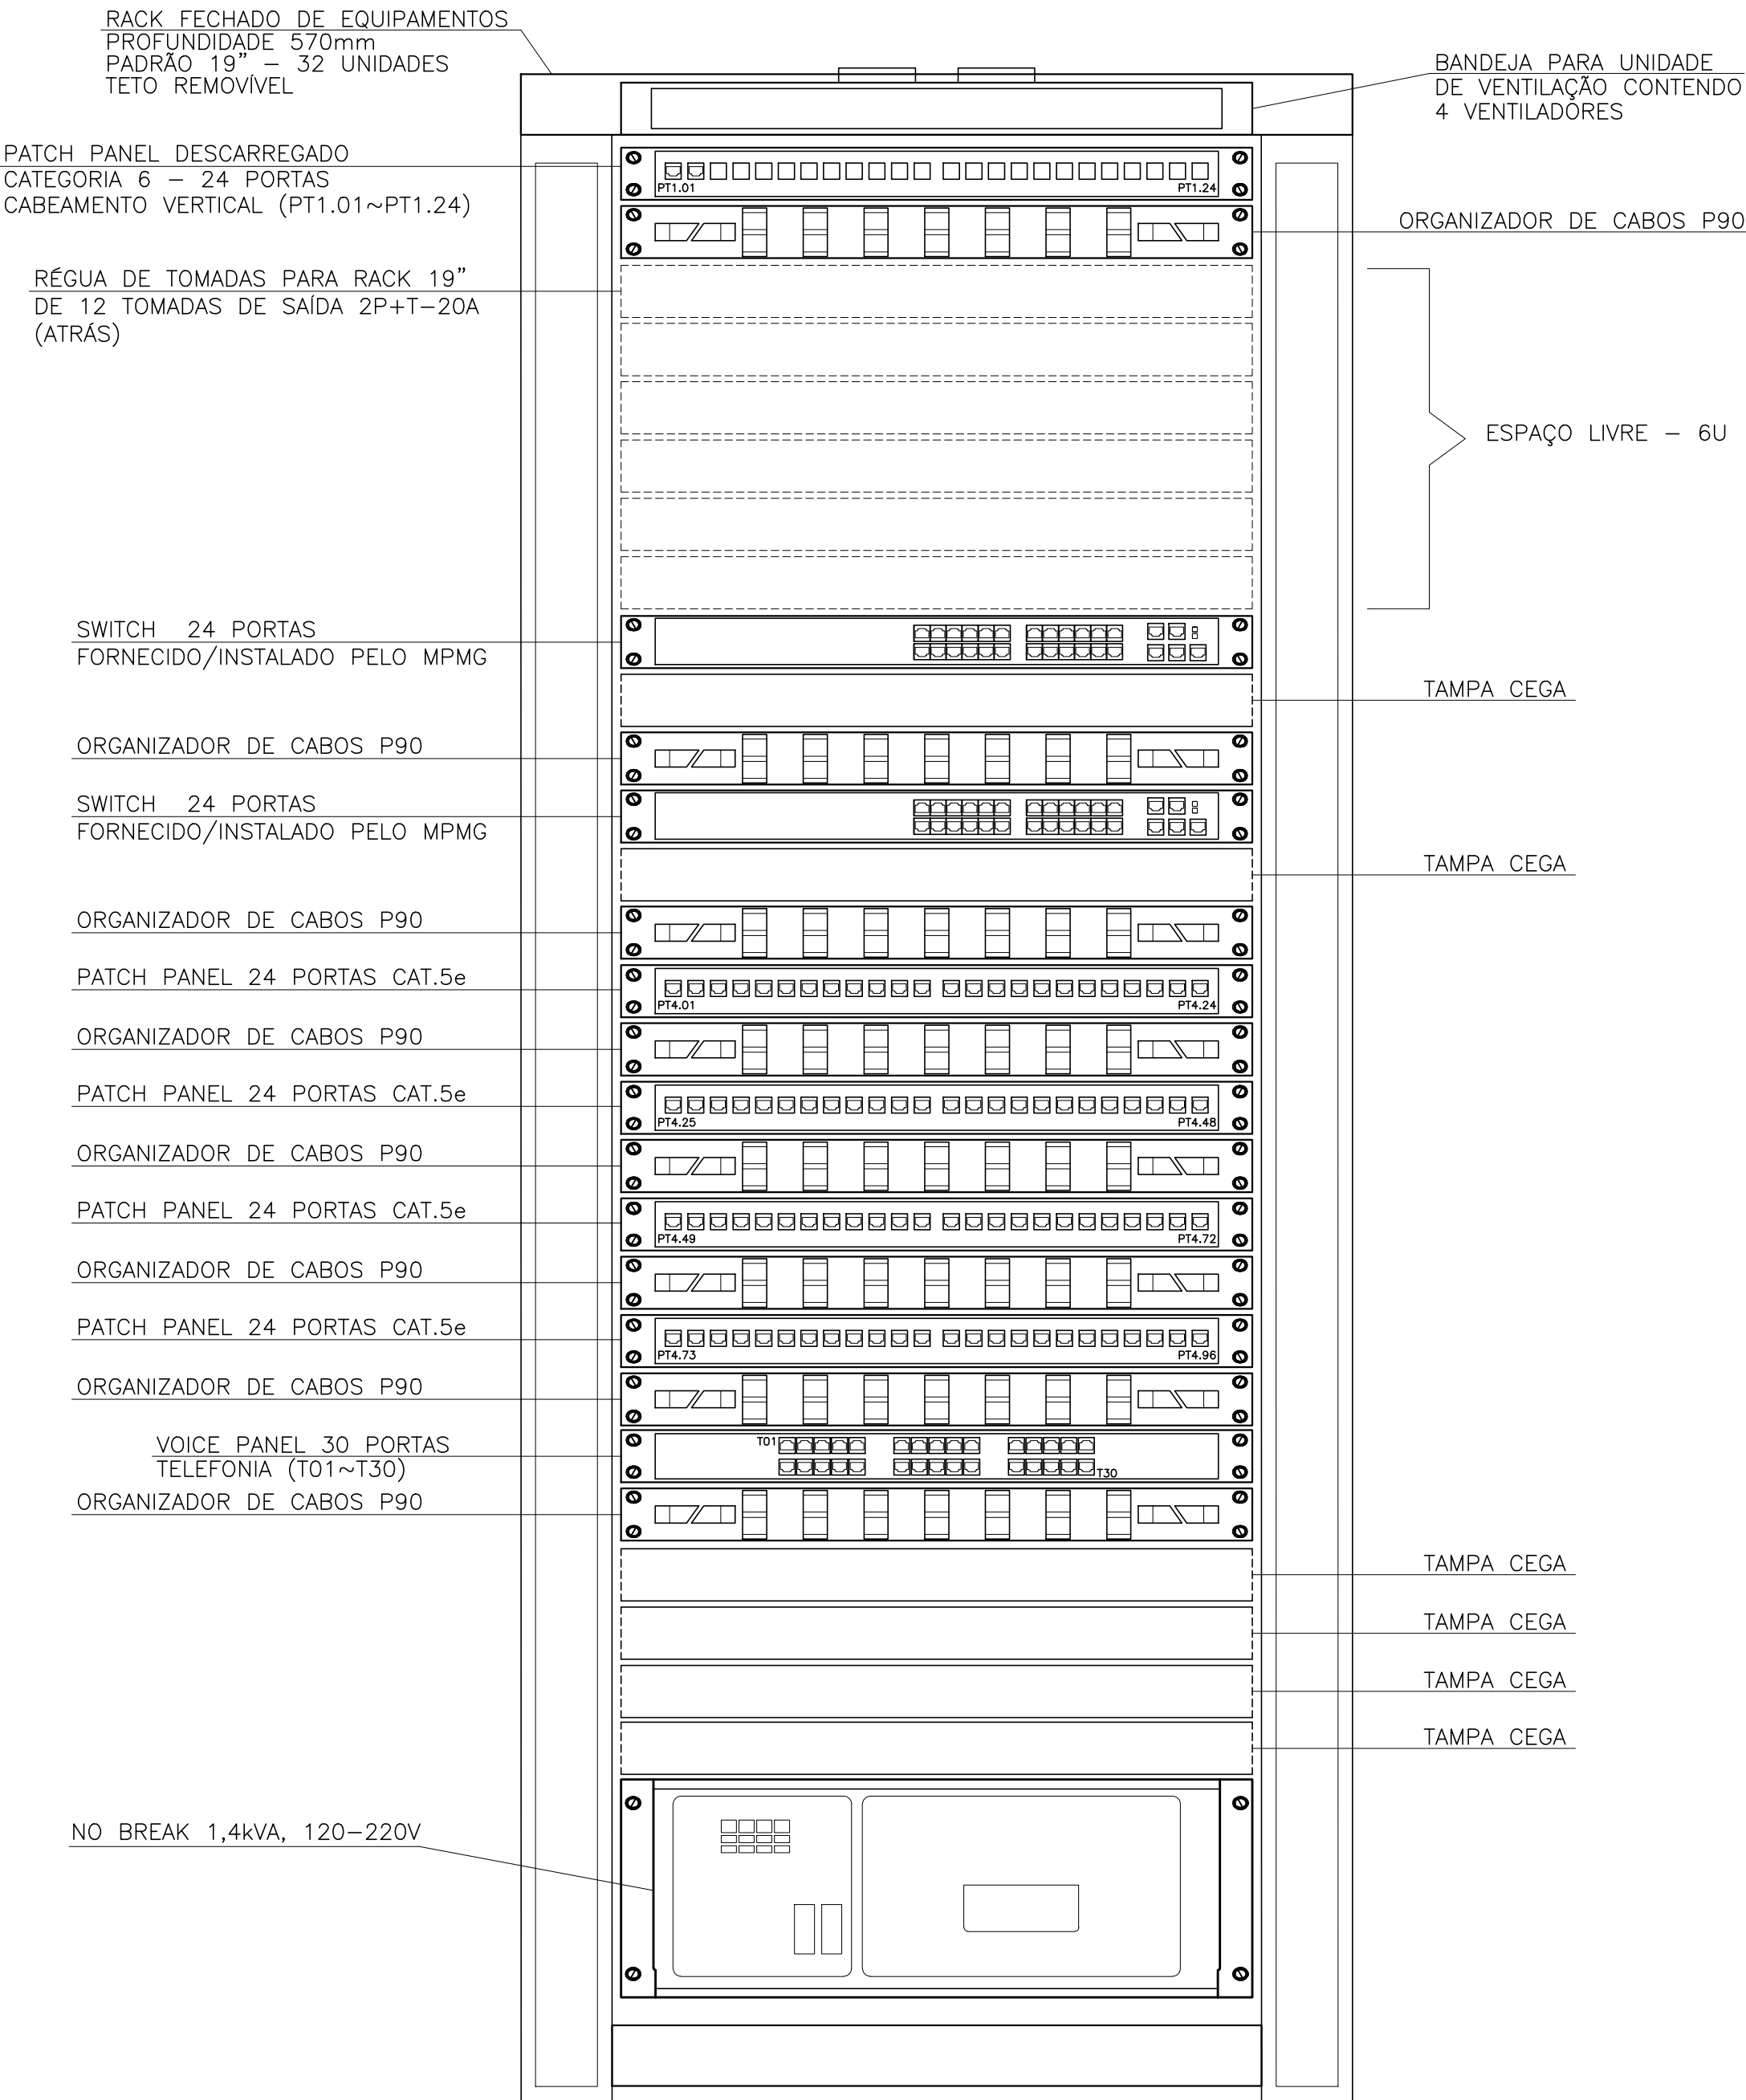 RACK FECHADO DE EQUIPAMENTOS
PROFUNDIDADE 570mm
PADRÃO 19" – 32 UNIDADES
TETO REMOVÍVEL
BANDEJA PARA UNIDADE
DE VENTILAÇÃO CONTENDO
4 VENTILADORES
PATCH PANEL DESCARREGADO
CATEGORIA 6 – 24 PORTAS
CABEAMENTO VERTICAL (PT1.01~PT1.24)
PT1.01
PT1.24
ORGANIZADOR DE CABOS P90
RÉGUA DE TOMADAS PARA RACK 19"
DE 12 TOMADAS DE SAÍDA 2P+T–20A
(ATRÁS)
ESPAÇO LIVRE – 6U
SWITCH 24 PORTAS
FORNECIDO/INSTALADO PELO MPMG
TAMPA CEGA
ORGANIZADOR DE CABOS P90
SWITCH 24 PORTAS
FORNECIDO/INSTALADO PELO MPMG
TAMPA CEGA
ORGANIZADOR DE CABOS P90
PATCH PANEL 24 PORTAS CAT.5e
PT4.01
PT4.24
ORGANIZADOR DE CABOS P90
PATCH PANEL 24 PORTAS CAT.5e
PT4.25
PT4.48
ORGANIZADOR DE CABOS P90
PATCH PANEL 24 PORTAS CAT.5e
PT4.49
PT4.72
ORGANIZADOR DE CABOS P90
PATCH PANEL 24 PORTAS CAT.5e
PT4.73
PT4.96
ORGANIZADOR DE CABOS P90
VOICE PANEL 30 PORTAS
TELEFONIA (T01~T30)
T01
T30
ORGANIZADOR DE CABOS P90
TAMPA CEGA
TAMPA CEGA
TAMPA CEGA
TAMPA CEGA
NO BREAK 1,4kVA, 120–220V